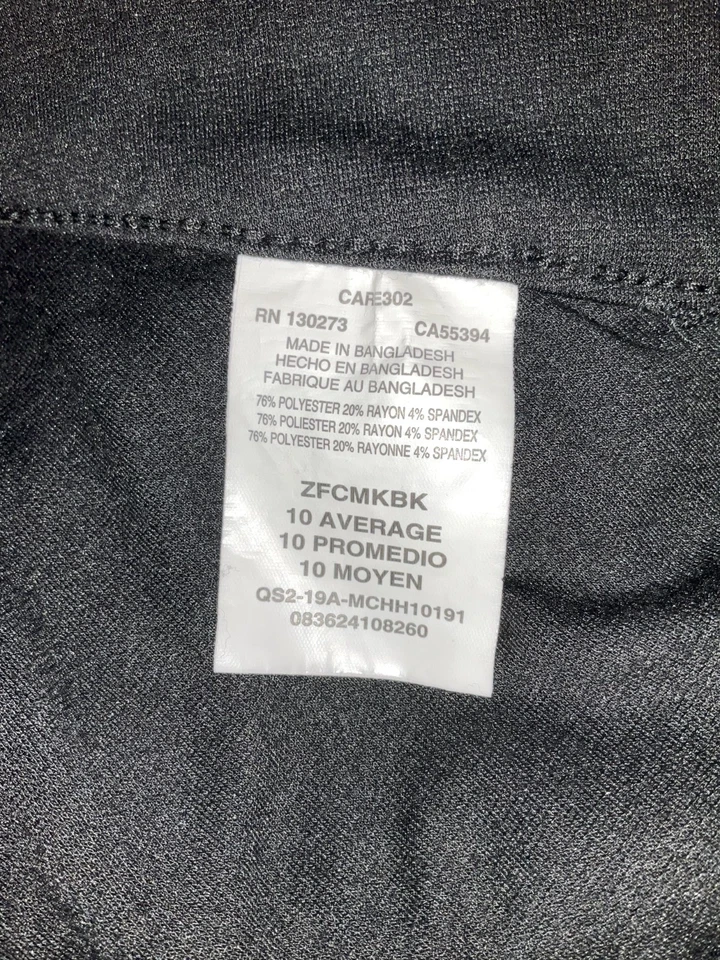 CARE302
RN 130273 CA55394
MADE IN BANGLADESH
HECHO EN BANGLADESH
FABRIQUE AU BANGLADESH
76% POLYESTER 20% RAYON 4% SPANDEX
76% POLIESTER 20% RAYON 4% SPANDEX
76% POLYESTER 20% RAYONNE 4% SPANDEX
ZFCMKBK
10 AVERAGE
10 PROMEDIO
10 MOYEN
QS2-19A-MCHH10191
083624108260